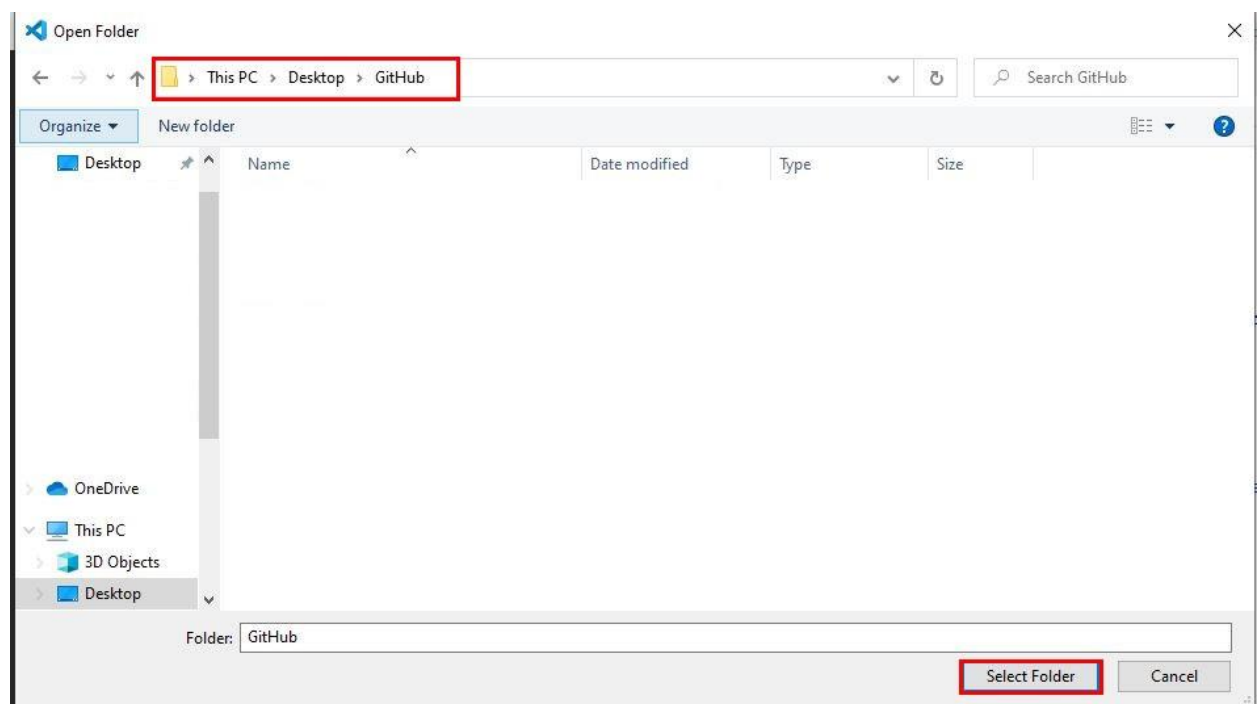 Open Folder
This PC > Desktop > GitHub
Search GitHub
Organize
New folder
Desktop
Name
Date modified
Type
Size
OneDrive
This PC
3D Objects
Desktop
Folder: GitHub
Select Folder
Cancel